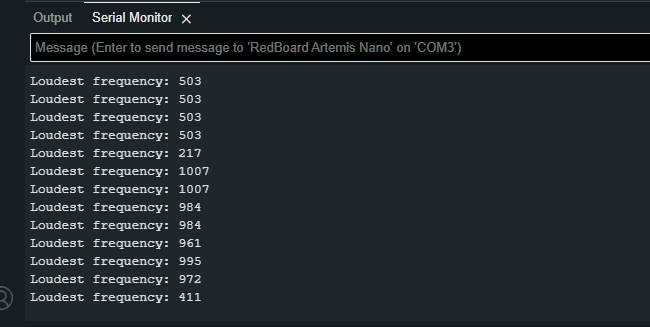 Output Serial Monitor ×
Message (Enter to send message to 'RedBoard Artemis Nano' on 'COM3')
Loudest frequency: 503
Loudest frequency: 503
Loudest frequency: 503
Loudest frequency: 503
Loudest frequency: 217
Loudest frequency: 1007
Loudest frequency: 1007
Loudest frequency: 984
Loudest frequency: 984
Loudest frequency: 961
Loudest frequency: 995
Loudest frequency: 972
Loudest frequency: 411